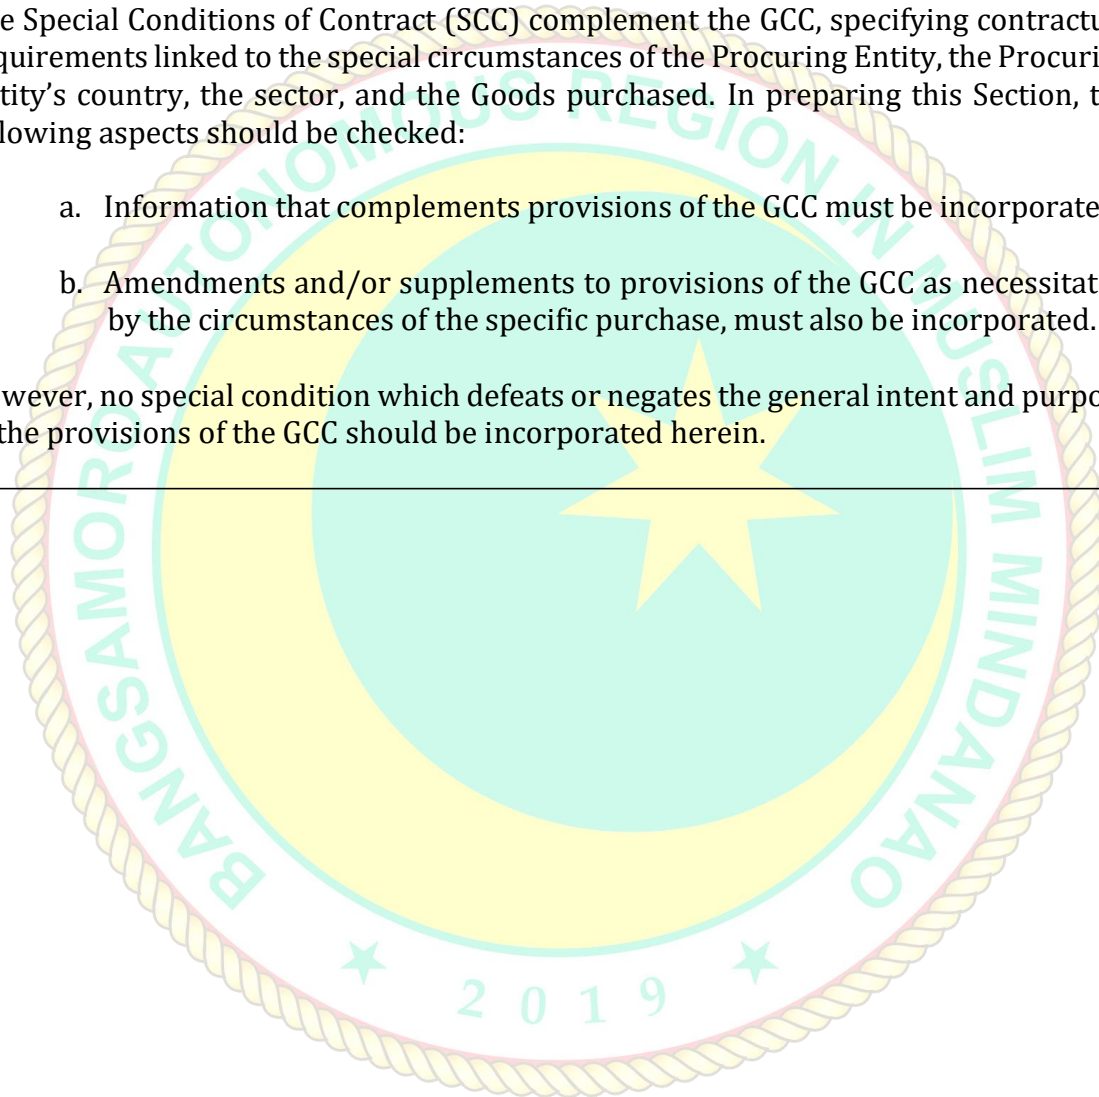 e Special Conditions of Contract (SCC) complement the GCC, specifying contractu
quirements linked to the special circumstances of the Procuring Entity, the Procuri
tity's country, the sector, and the Goods purchased. In preparing this Section, t
lowing aspects should be checked:
a. Information that complements provisions of the GCC must be incorporate
b. Amendments and/or supplements to provisions of the GCC as necessitat
by the circumstances of the specific purchase, must also be incorporated.
wever, no special condition which defeats or negates the general intent and purpo
the provisions of the GCC should be incorporated herein.
BANGSAMORO AUTONOMOUS REGION IN MUSLIM MINDANAO
2019